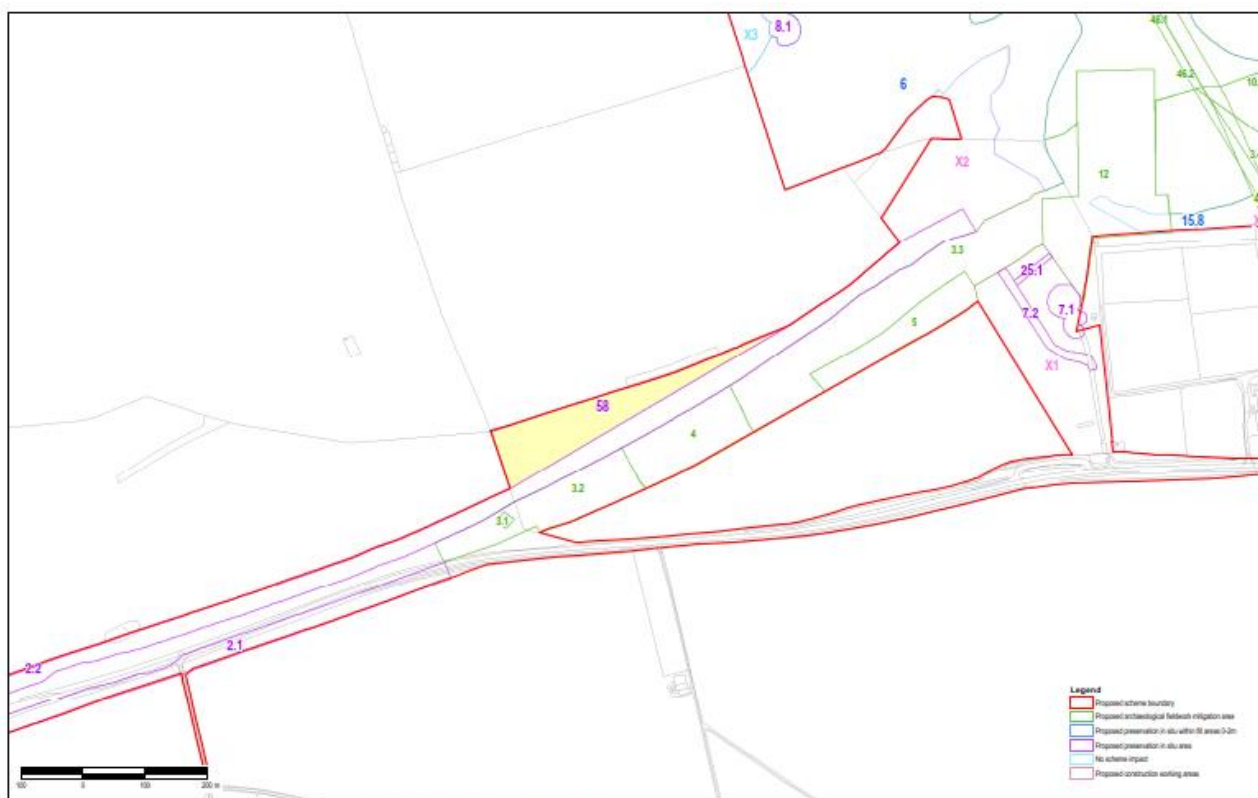 8.1
X3
46.1
6
46.2
10.
X2
12
3.
15.8
4
X
3.3
25.1
7.2
7.1
5
X1
58
4
3.2
3.1
2.1
2.2
Legend
Proposed scheme boundary
Proposed archaeological fieldwork mitigation area
Proposed preservation in situ within fill areas 0-2m
Proposed preservation in situ area
No scheme impact
Proposed construction working areas
100 0 100 200 m